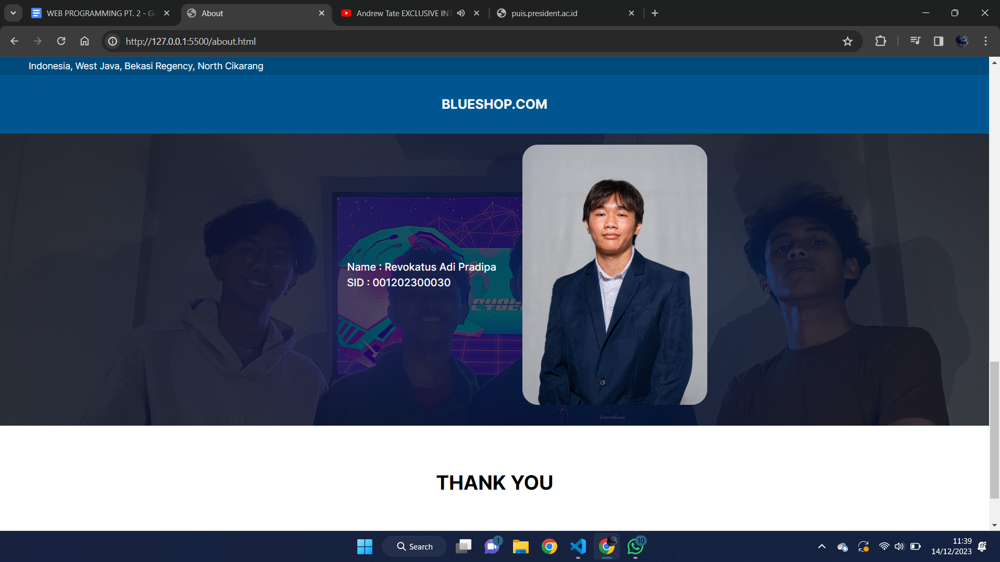 WEB PROGRAMMING PT. 2 - Go
About
Andrew Tate EXCLUSIVE INT
puis.president.ac.id
http://127.0.0.1:5500/about.html
Indonesia, West Java, Bekasi Regency, North Cikarang
BLUESHOP.COM
Name : Revokatus Adi Pradipa
SID : 001202300030
THANK YOU
Search
1
10
11:39
14/12/2023